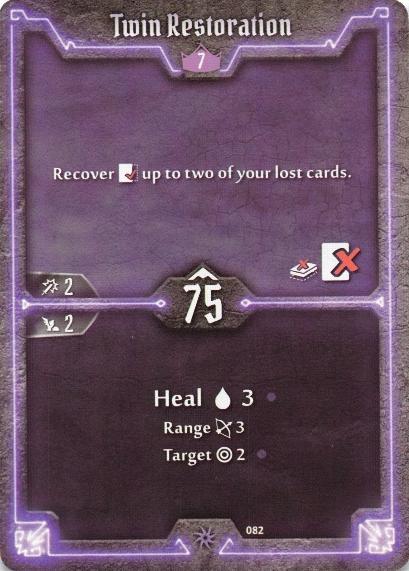 Twin Restoration
7
Recover up to two of your lost cards.
2
75
2
Heal 3
Range 3
Target 2
082